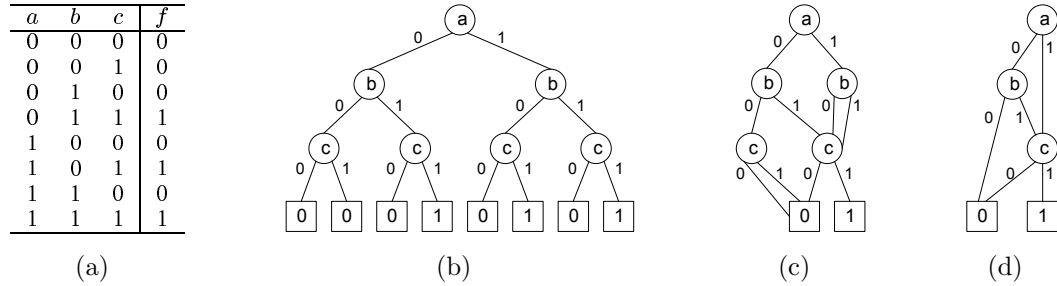 a b c f
0 0 0 0
0 0 1 0
0 1 0 0
0 1 1 1
1 0 0 0
1 0 1 1
1 1 0 0
1 1 1 1
(a)
a
0 1
b b
0 1 0 1
c c c c
0 1 0 1 0 1 0 1
0 0 0 1 0 1 0 1
(b)
a
0 1
b b
0 1 0 1
c c
0 1 0 1
0 1
(c)
a
0 1
b
0 1
c
0 1
0 1
(d)